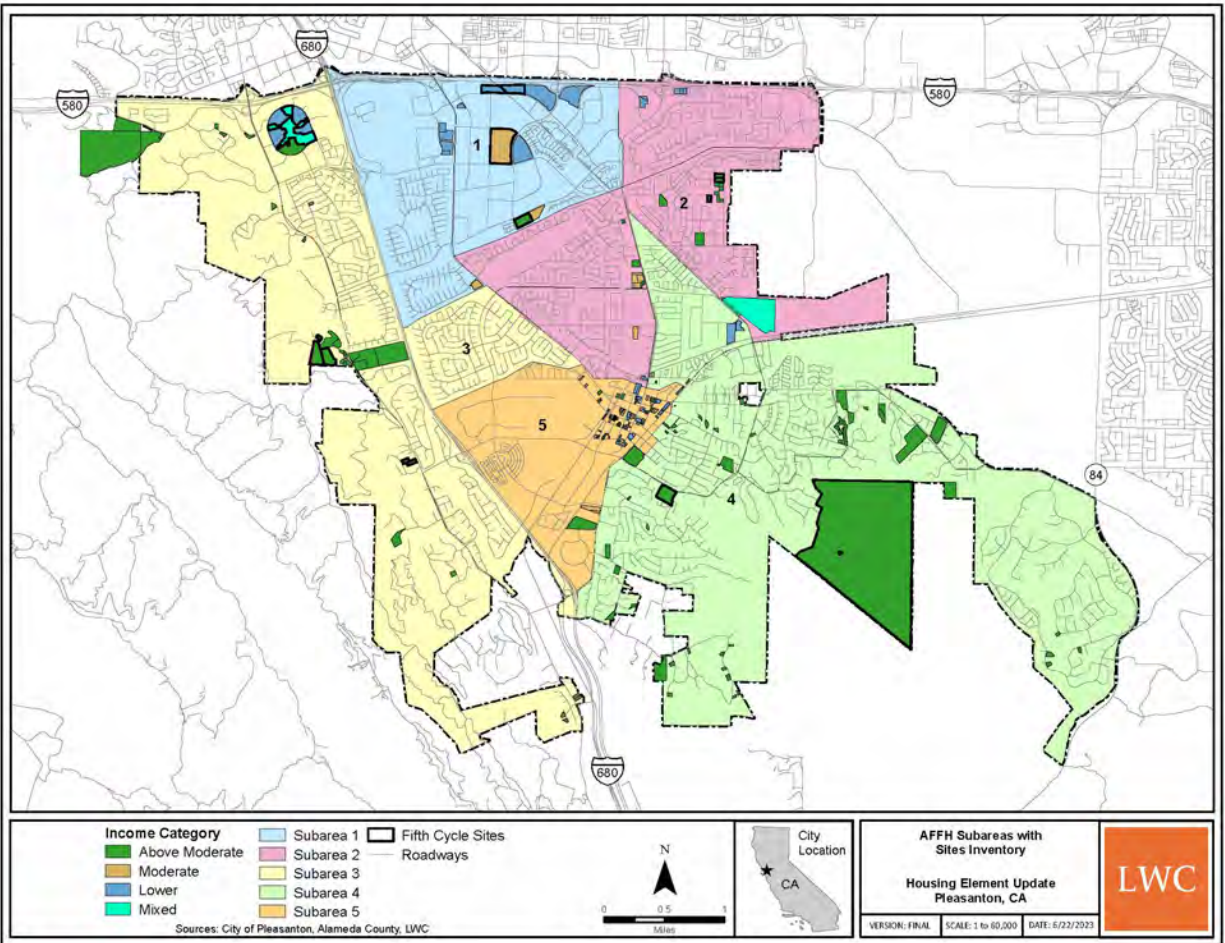 680
580
580
1
2
3
5
4
84
680
Income Category
Above Moderate
Moderate
Lower
Mixed
Subarea 1
Subarea 2
Subarea 3
Subarea 4
Subarea 5
Fifth Cycle Sites
Roadways
Sources: City of Pleasanton, Alameda County, LWC
N
0 0.5 1
Miles
City
Location
CA
AFFH Subareas with
Sites Inventory
Housing Element Update
Pleasanton, CA
VERSION: FINAL SCALE: 1 to 60,000 DATE: 6/22/2023
LWC